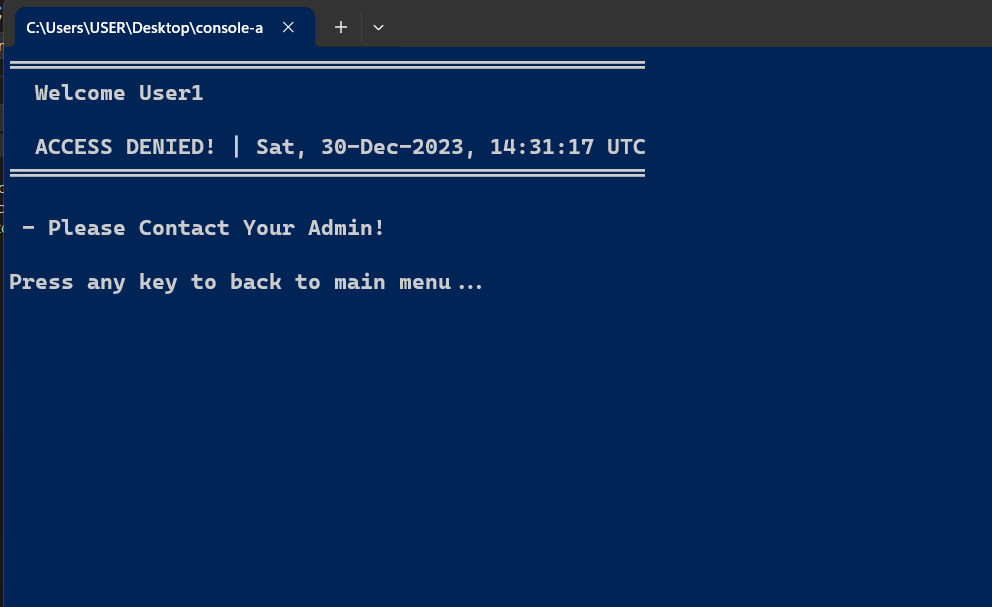 C:\Users\USER\Desktop\console-a
Welcome User1
ACCESS DENIED! | Sat, 30-Dec-2023, 14:31:17 UTC
- Please Contact Your Admin!
Press any key to back to main menu...